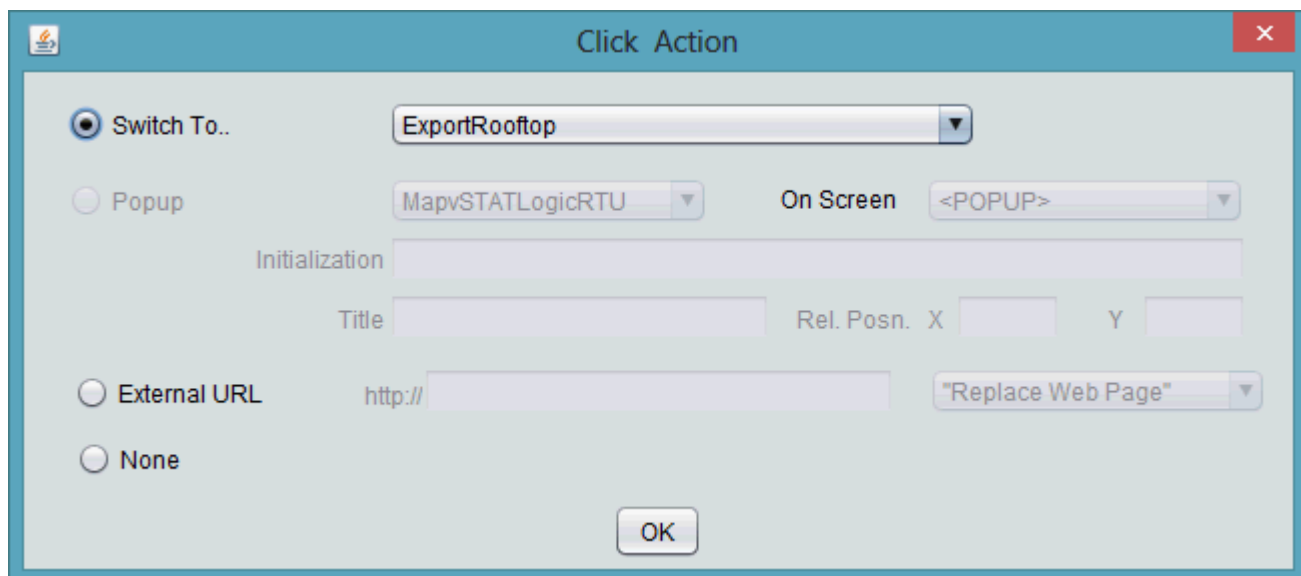 Click Action
Switch To.. ExportRooftop
Popup MapvSTATLogicRTU On Screen <POPUP>
Initialization
Title Rel. Posn. X Y
External URL http:// "Replace Web Page"
None
OK